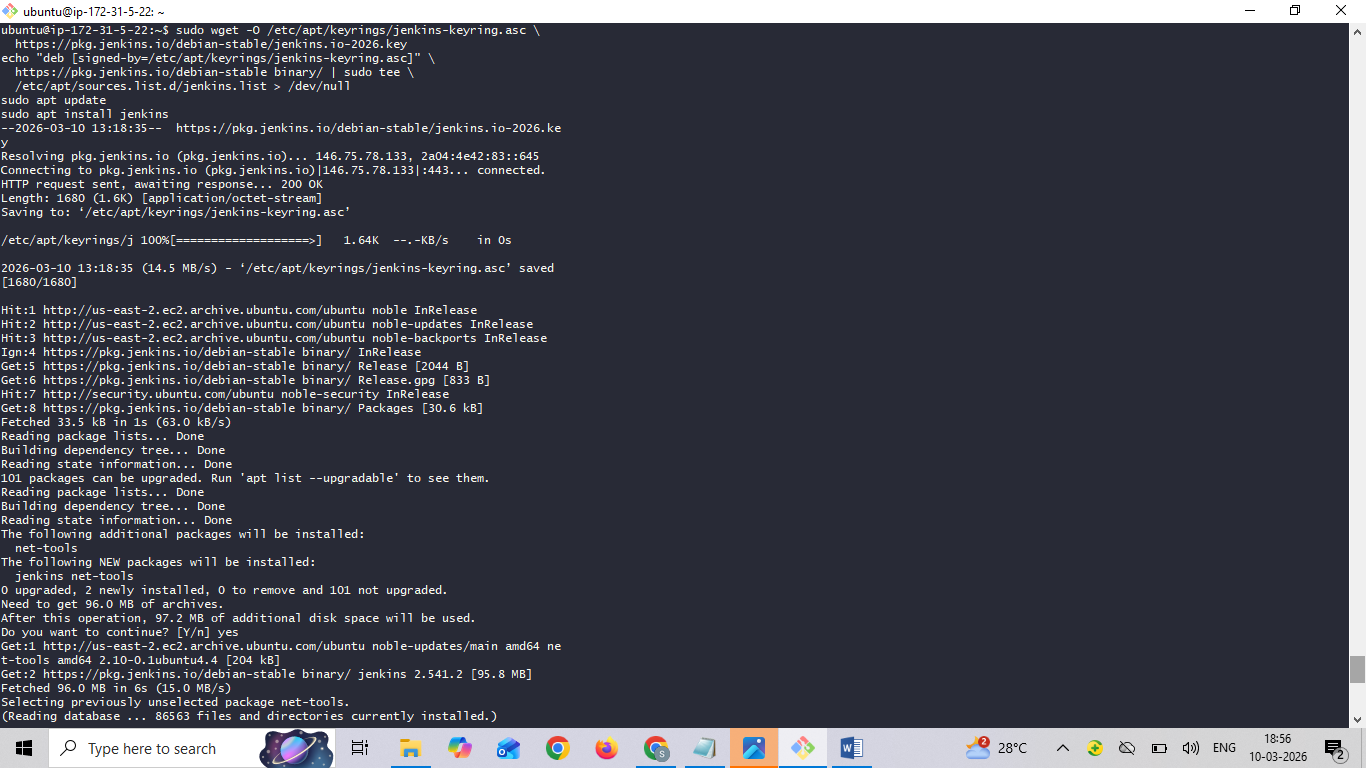 ubuntu@ip-172-31-5-22: ~
ubuntu@ip-172-31-5-22:~$ sudo wget -O /etc/apt/keyrings/jenkins-keyring.asc \
  https://pkg.jenkins.io/debian-stable/jenkins.io-2026.key
echo "deb [signed-by=/etc/apt/keyrings/jenkins-keyring.asc]" \
  https://pkg.jenkins.io/debian-stable binary/ | sudo tee \
  /etc/apt/sources.list.d/jenkins.list > /dev/null
sudo apt update
sudo apt install jenkins
--2026-03-10 13:18:35--  https://pkg.jenkins.io/debian-stable/jenkins.io-2026.ke
y
Resolving pkg.jenkins.io (pkg.jenkins.io)... 146.75.78.133, 2a04:4e42:83::645
Connecting to pkg.jenkins.io (pkg.jenkins.io)|146.75.78.133|:443... connected.
HTTP request sent, awaiting response... 200 OK
Length: 1680 (1.6K) [application/octet-stream]
Saving to: ‘/etc/apt/keyrings/jenkins-keyring.asc’
/etc/apt/keyrings/j 100%[===================>]   1.64K  --.-KB/s    in 0s
2026-03-10 13:18:35 (14.5 MB/s) - ‘/etc/apt/keyrings/jenkins-keyring.asc’ saved
[1680/1680]
Hit:1 http://us-east-2.ec2.archive.ubuntu.com/ubuntu noble InRelease
Hit:2 http://us-east-2.ec2.archive.ubuntu.com/ubuntu noble-updates InRelease
Hit:3 http://us-east-2.ec2.archive.ubuntu.com/ubuntu noble-backports InRelease
Ign:4 https://pkg.jenkins.io/debian-stable binary/ InRelease
Get:5 https://pkg.jenkins.io/debian-stable binary/ Release [2044 B]
Get:6 https://pkg.jenkins.io/debian-stable binary/ Release.gpg [833 B]
Hit:7 http://security.ubuntu.com/ubuntu noble-security InRelease
Get:8 https://pkg.jenkins.io/debian-stable binary/ Packages [30.6 kB]
Fetched 33.5 kB in 1s (63.0 kB/s)
Reading package lists... Done
Building dependency tree... Done
Reading state information... Done
101 packages can be upgraded. Run 'apt list --upgradable' to see them.
Reading package lists... Done
Building dependency tree... Done
Reading state information... Done
The following additional packages will be installed:
  net-tools
The following NEW packages will be installed:
  jenkins net-tools
0 upgraded, 2 newly installed, 0 to remove and 101 not upgraded.
Need to get 96.0 MB of archives.
After this operation, 97.2 MB of additional disk space will be used.
Do you want to continue? [Y/n] yes
Get:1 http://us-east-2.ec2.archive.ubuntu.com/ubuntu noble-updates/main amd64 ne
t-tools amd64 2.10-0.1ubuntu4.4 [204 kB]
Get:2 https://pkg.jenkins.io/debian-stable binary/ jenkins 2.541.2 [95.8 MB]
Fetched 96.0 MB in 6s (15.0 MB/s)
Selecting previously unselected package net-tools.
(Reading database ... 86563 files and directories currently installed.)
Type here to search
2
28°C
ENG
18:56
10-03-2026
2